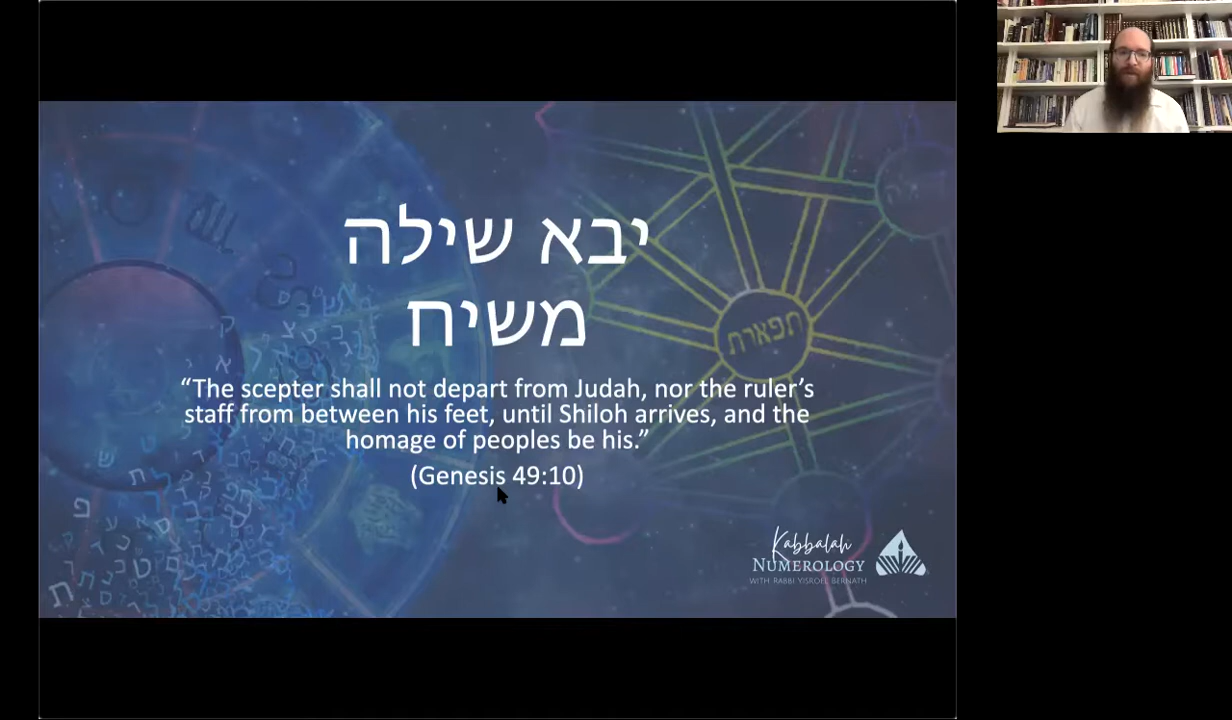 יבא שילה
משיח
“The scepter shall not depart from Judah, nor the ruler’s
staff from between his feet, until Shiloh arrives, and the
homage of peoples be his.”
(Genesis 49:10)
תפארת
Kabbalah
NUMEROLOGY
WITH RABBI YISROEL BERNATH